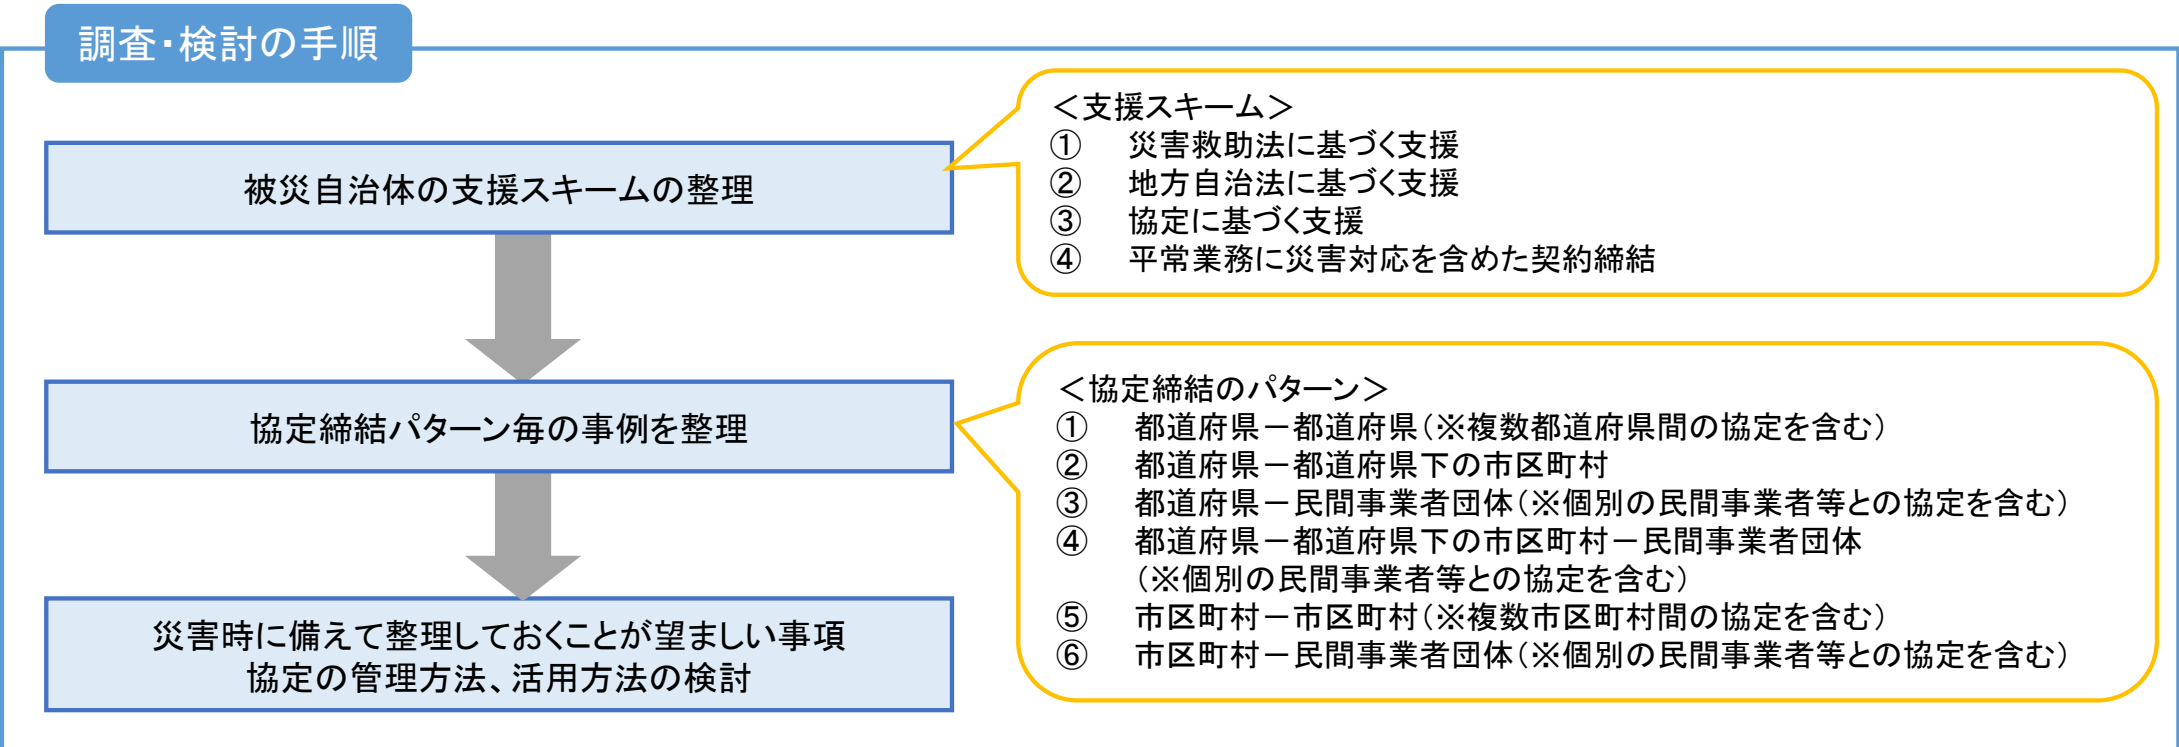 調査・検討の手順
被災自治体の支援スキームの整理
＜支援スキーム＞
① 災害救助法に基づく支援
② 地方自治法に基づく支援
③ 協定に基づく支援
④ 平常業務に災害対応を含めた契約締結
協定締結パターン毎の事例を整理
＜協定締結のパターン＞
① 都道府県－都道府県（※複数都道府県間の協定を含む）
② 都道府県－都道府県下の市区町村
③ 都道府県－民間事業者団体（※個別の民間事業者等との協定を含む）
④ 都道府県－都道府県下の市区町村－民間事業者団体
（※個別の民間事業者等との協定を含む）
⑤ 市区町村－市区町村（※複数市区町村間の協定を含む）
⑥ 市区町村－民間事業者団体（※個別の民間事業者等との協定を含む）
災害時に備えて整理しておくことが望ましい事項
協定の管理方法、活用方法の検討